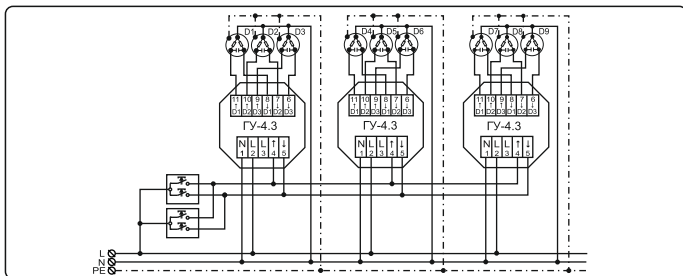 D1 D2 D3 D4 D5 D6 D7 D8 D9
11 10 9 8 7 6 11 10 9 8 7 6 11 10 9 8 7 6
↑ ↑ ↑ ↓ ↓ ↓ ↑ ↑ ↑ ↓ ↓ ↓ ↑ ↑ ↑ ↓ ↓ ↓
D1 D2 D3 D1 D2 D3 D1 D2 D3 D1 D2 D3 D1 D2 D3 D1 D2 D3
ГУ-4.3 ГУ-4.3 ГУ-4.3
N L L ↑ ↓ N L L ↑ ↓ N L L ↑ ↓
1 2 3 4 5 1 2 3 4 5 1 2 3 4 5
L
N
PE